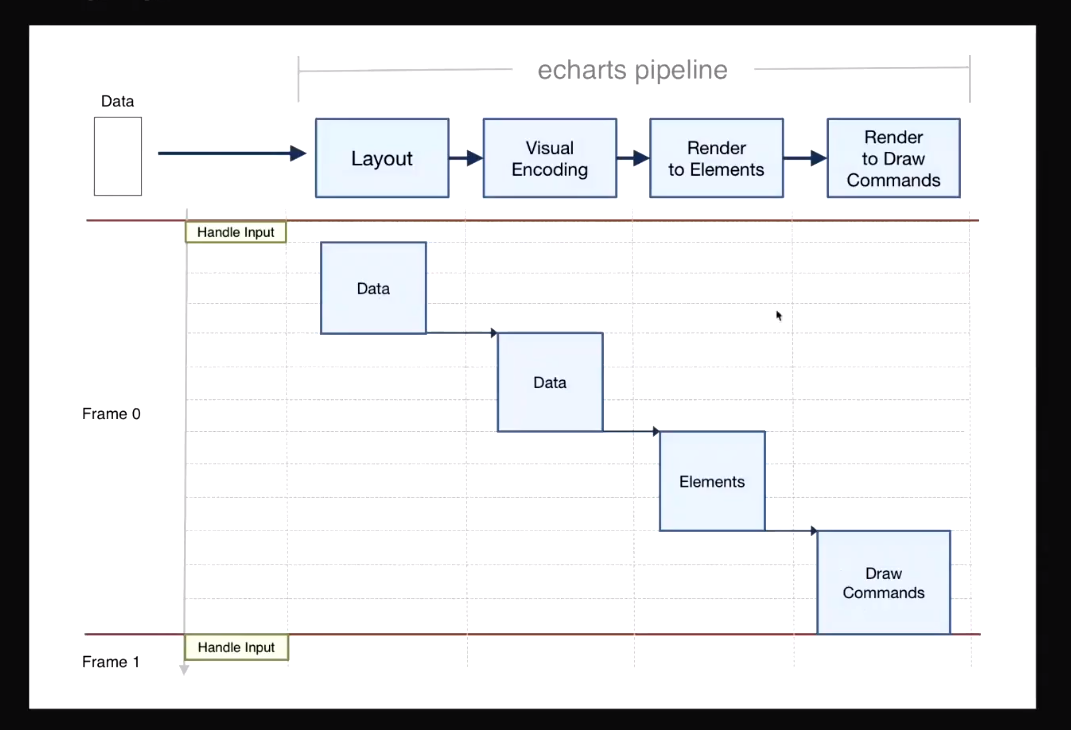 echarts pipeline
Data
Layout
Visual
Encoding
Render
to Elements
Render
to Draw
Commands
Handle Input
Data
Data
Frame 0
Elements
Draw
Commands
Handle Input
Frame 1